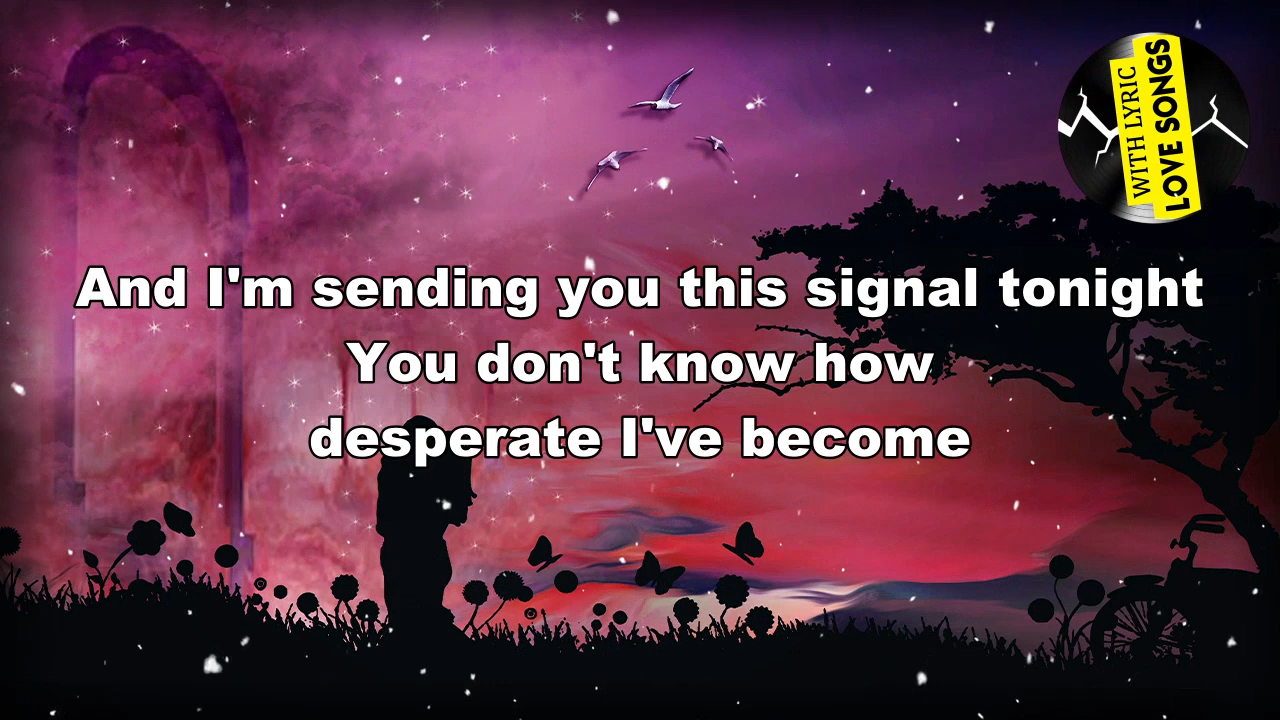 WITH LYRIC
LOVE SONGS
And I'm sending you this signal tonight
You don't know how
desperate I've become